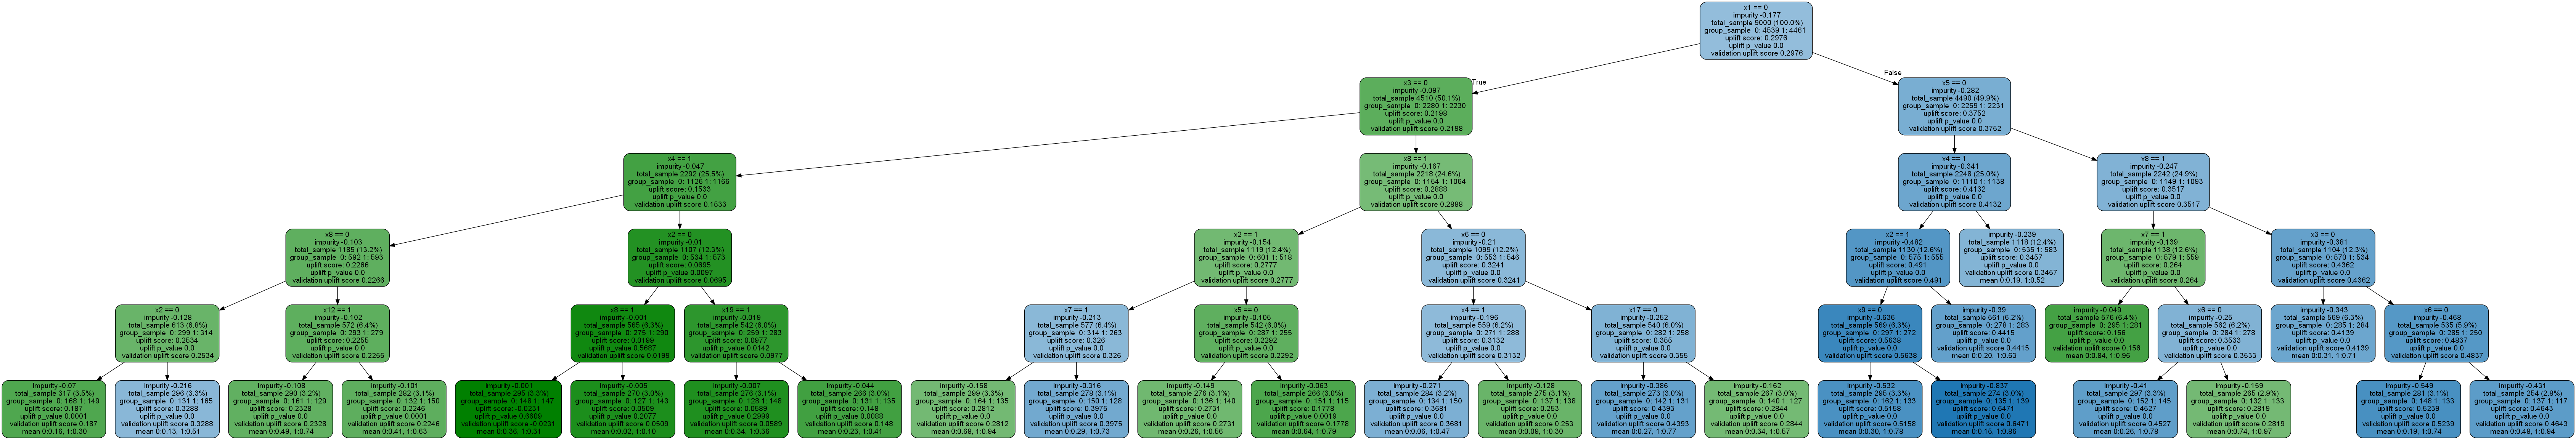 x1 == 0
impurity -0.177
total_sample 9000 (100.0%)
group_sample 0: 4539 1: 4461
uplift score: 0.2976
uplift p_value 0.0
validation uplift score 0.2976
True
False
x3 == 0
impurity -0.097
total_sample 4510 (50.1%)
group_sample 0: 2280 1: 2230
uplift score: 0.2198
uplift p_value 0.0
validation uplift score 0.2198
x5 == 0
impurity -0.282
total_sample 4490 (49.9%)
group_sample 0: 2259 1: 2231
uplift score: 0.3752
uplift p_value 0.0
validation uplift score 0.3752
x4 == 1
impurity -0.047
total_sample 2292 (25.5%)
group_sample 0: 1126 1: 1166
uplift score: 0.1533
uplift p_value 0.0
validation uplift score 0.1533
x8 == 1
impurity -0.167
total_sample 2218 (24.6%)
group_sample 0: 1154 1: 1064
uplift score: 0.2888
uplift p_value 0.0
validation uplift score 0.2888
x4 == 1
impurity -0.341
total_sample 2248 (25.0%)
group_sample 0: 1110 1: 1138
uplift score: 0.4132
uplift p_value 0.0
validation uplift score 0.4132
x8 == 1
impurity -0.247
total_sample 2242 (24.9%)
group_sample 0: 1149 1: 1093
uplift score: 0.3517
uplift p_value 0.0
validation uplift score 0.3517
== 0
impurity -0.103
total_sample 1185 (13.2%)
group_sample 0: 592 1: 593
uplift score: 0.2266
uplift p_value 0.0
validation uplift score 0.2266
x2 == 0
impurity -0.01
total_sample 1107 (12.3%)
group_sample 0: 534 1: 573
uplift score: 0.0695
uplift p_value 0.0097
validation uplift score 0.0695
x2 == 1
impurity -0.154
total_sample 1119 (12.4%)
group_sample 0: 601 1: 518
uplift score: 0.2777
uplift p_value 0.0
validation uplift score 0.2777
x6 == 0
impurity -0.21
total_sample 1099 (12.2%)
group_sample 0: 553 1: 546
uplift score: 0.3241
uplift p_value 0.0
validation uplift score 0.3241
x2 == 1
impurity -0.482
total_sample 1130 (12.6%)
group_sample 0: 575 1: 555
uplift score: 0.491
uplift p_value 0.0
validation uplift score 0.491
impurity -0.239
total_sample 1118 (12.4%)
group_sample 0: 535 1: 583
uplift score: 0.3457
uplift p_value 0.0
validation uplift score 0.3457
mean 0:0.19, 1:0.52
x7 == 1
impurity -0.139
total_sample 1138 (12.6%)
group_sample 0: 579 1: 559
uplift score: 0.264
uplift p_value 0.0
validation uplift score 0.264
x3 == 0
impurity -0.381
total_sample 1104 (12.3%)
group_sample 0: 570 1: 534
uplift score: 0.4362
uplift p_value 0.0
validation uplift score 0.4362
x2 == 0
impurity -0.128
total_sample 613 (6.8%)
group_sample 0: 299 1: 314
uplift score: 0.2534
uplift p_value 0.0
validation uplift score 0.2534
x12 == 1
impurity -0.102
total_sample 572 (6.4%)
group_sample 0: 293 1: 279
uplift score: 0.2255
uplift p_value 0.0
validation uplift score 0.2255
== 1
impurity -0.001
total_sample 565 (6.3%)
group_sample 0: 275 1: 290
uplift score: 0.0199
uplift p_value 0.5687
validation uplift score 0.0199
x19 == 1
impurity -0.019
total_sample 542 (6.0%)
group_sample 0: 259 1: 283
uplift score: 0.0977
uplift p_value 0.0142
validation uplift score 0.0977
x7 == 1
impurity -0.213
total_sample 577 (6.4%)
group_sample 0: 314 1: 263
uplift score: 0.326
uplift p_value 0.0
validation uplift score 0.326
x5 == 0
impurity -0.105
total_sample 542 (6.0%)
group_sample 0: 287 1: 255
uplift score: 0.2292
uplift p_value 0.0
validation uplift score 0.2292
x4 == 1
impurity -0.196
total_sample 559 (6.2%)
group_sample 0: 271 1: 288
uplift score: 0.3132
uplift p_value 0.0
validation uplift score 0.3132
x17 == 0
impurity -0.252
total_sample 540 (6.0%)
group_sample 0: 282 1: 258
uplift score: 0.355
uplift p_value 0.0
validation uplift score 0.355
x9 == 0
impurity -0.636
total_sample 569 (6.3%)
group_sample 0: 297 1: 272
uplift score: 0.5638
uplift p_value 0.0
validation uplift score 0.5638
impurity -0.39
total_sample 561 (6.2%)
group_sample 0: 278 1: 283
uplift score: 0.4415
uplift p_value 0.0
validation uplift score 0.4415
mean 0:0.20, 1:0.63
impurity -0.049
total_sample 576 (6.4%)
group_sample 0: 295 1: 281
uplift score: 0.156
uplift p_value 0.0
validation uplift score 0.156
mean 0:0.84, 1:0.96
x6 == 0
impurity -0.25
total_sample 562 (6.2%)
group_sample 0: 284 1: 278
uplift score: 0.3533
uplift p_value 0.0
validation uplift score 0.3533
impurity -0.343
total_sample 569 (6.3%)
group_sample 0: 285 1: 284
uplift score: 0.4139
uplift p_value 0.0
validation uplift score 0.4139
mean 0:0.31, 1:0.71
x6 == 0
impurity -0.468
total_sample 535 (5.9%)
group_sample 0: 285 1: 250
uplift score: 0.4837
uplift p_value 0.0
validation uplift score 0.4837
impurity -0.07
total_sample 317 (3.5%)
group_sample 0: 168 1: 149
uplift score: 0.187
uplift p_value 0.0001
validation uplift score 0.187
mean 0:0.16, 1:0.30
impurity -0.216
total_sample 296 (3.3%)
group_sample 0: 131 1: 165
uplift score: 0.3288
uplift p_value 0.0
validation uplift score 0.3288
mean 0:0.13, 1:0.51
impurity -0.108
total_sample 290 (3.2%)
group_sample 0: 161 1: 129
uplift score: 0.2328
uplift p_value 0.0
validation uplift score 0.2328
mean 0:0.49, 1:0.74
impurity -0.101
total_sample 282 (3.1%)
group_sample 0: 132 1: 150
uplift score: 0.2246
uplift p_value 0.0001
validation uplift score 0.2246
mean 0:0.41, 1:0.63
impurity -0.001
total_sample 295 (3.3%)
group_sample 0: 148 1: 147
uplift score: -0.0231
uplift p_value 0.6609
validation uplift score -0.0231
mean 1:0.31
impurity -0.005
total_sample 270 (3.0%)
group_sample 0: 127 1: 143
uplift score: 0.0509
uplift p_value 0.2077
validation uplift score 0.0509
mean 0:0.02, 1:0.10
impurity -0.007
total_sample 276 (3.1%)
group_sample 0: 128 1: 148
uplift score: 0.0589
uplift p_value 0.2999
validation uplift score 0.0589
mean 0:0.34, 1:0.36
impurity -0.044
total_sample 266 (3.0%)
group_sample 0: 131 1: 135
uplift score: 0.148
uplift p_value 0.0088
validation uplift score 0.148
mean 0:0.23, 1:0.41
impurity -0.158
total_sample 299 (3.3%)
group_sample 0: 164 1: 135
uplift score: 0.2812
uplift p_value 0.0
validation uplift score 0.2812
mean 0:0.68, 1:0.94
impurity -0.316
total_sample 278 (3.1%)
group_sample 0: 150 1: 128
uplift score: 0.3975
uplift p_value 0.0
validation uplift score 0.3975
mean 0:0.29, 1:0.73
impurity -0.149
total_sample 276 (3.1%)
group_sample 0: 136 1: 140
uplift score: 0.2731
uplift p_value 0.0
validation uplift score 0.2731
mean 0:0.26, 1:0.56
impurity -0.063
total_sample 266 (3.0%)
group_sample 0: 151 1: 115
uplift score: 0.1778
uplift p_value 0.0019
validation uplift score 0.1778
mean 0:0.64, 1:0.79
impurity -0.271
total_sample 284 (3.2%)
group_sample 0: 134 1: 150
uplift score: 0.3681
uplift p_value 0.0
validation uplift score 0.3681
mean 0:0.06, 1:0.47
impurity -0.128
total_sample 275 (3.1%)
group_sample 0: 137 1: 138
uplift score: 0.253
uplift p_value 0.0
validation uplift score 0.253
mean 0:0.09, 1:0.30
impurity -0.386
total_sample 273 (3.0%)
group_sample 0: 142 1: 131
uplift score: 0.4393
uplift p_value 0.0
validation uplift score 0.4393
mean 0:0.27, 1:0.77
impurity -0.162
total_sample 267 (3.0%)
group_sample 0: 140 1: 127
uplift score: 0.2844
uplift p_value 0.0
validation uplift score 0.2844
mean 0:0.34, 1:0.57
impurity -0.532
total_sample 295 (3.3%)
group_sample 0: 162 1: 133
uplift score: 0.5158
uplift p_value 0.0
validation uplift score 0.5158
mean 0:0.30, 1:0.78
impurity -0.837
total_sample 274 (3.0%)
group_sample 0: 135 1: 139
uplift score: 0.6471
uplift p_value 0.0
validation uplift score 0.6471
mean 0:0.15, 1:0.86
impurity -0.41
total_sample 297 (3.3%)
group_sample 0: 152 1: 145
uplift score: 0.4527
uplift p_value 0.0
validation uplift score 0.4527
mean 0:0.26, 1:0.78
impurity -0.159
total_sample 265 (2.9%)
group_sample 0: 132 1: 133
uplift score: 0.2819
uplift p_value 0.0
validation uplift score 0.2819
mean 0:0.74, 1:0.97
impurity -0.549
total_sample 281 (3.1%)
group_sample 0: 148 1: 133
uplift score: 0.5239
uplift p_value 0.0
validation uplift score 0.5239
mean 0:0.19, 1:0.74
impurity -0.431
total_sample 254 (2.8%)
group_sample 0: 137 1: 117
uplift score: 0.4643
uplift p_value 0.0
validation uplift score 0.4643
mean 0:0.48, 1:0.94